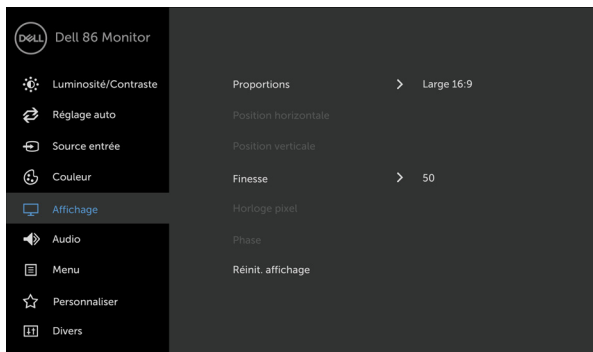 DELL Dell 86 Monitor
Luminosité/Contraste
Réglage auto
Source entrée
Couleur
Affichage
Audio
Menu
Personnaliser
Divers
Proportions > Large 16:9
Position horizontale
Position verticale
Finesse > 50
Horloge pixel
Phase
Réinit. affichage